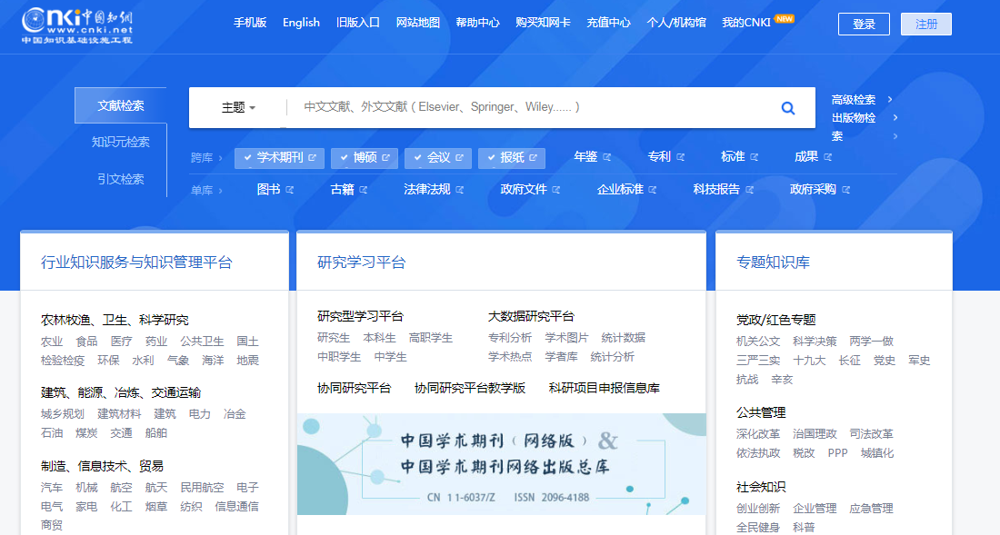 cnki 中国知网
www.cnki.net
中国知识基础设施工程
手机版 English 旧版入口 网站地图 帮助中心 购买知网卡 充值中心 个人/机构馆 我的CNKI NEW
登录 注册
文献检索
知识元检索
引文检索
主题 中文文献、外文文献（Elsevier、Springer、Wiley......）
高级检索 >
出版物检 >
索 >
跨库 > 学术期刊 博硕 会议 报纸 年鉴 专利 标准 成果
单库 > 图书 古籍 法律法规 政府文件 企业标准 科技报告 政府采购
行业知识服务与知识管理平台
农林牧渔、卫生、科学研究
农业 食品 医疗 药业 公共卫生 国土
检验检疫 环保 水利 气象 海洋 地震
建筑、能源、冶炼、交通运输
城乡规划 建筑材料 建筑 电力 冶金
石油 煤炭 交通 船舶
制造、信息技术、贸易
汽车 机械 航空 航天 民用航空 电子
电气 家电 化工 烟草 纺织 信息通信
商贸
研究学习平台
研究型学习平台
研究生 本科生 高职学生
中职学生 中学生
大数据研究平台
专利分析 学术图片 统计数据
学术热点 学者库 统计分析
协同研究平台 协同研究平台教学版 科研项目申报信息库
中国学术期刊（网络版）&
中国学术期刊网络出版总库
CN 11-6037/Z ISSN 2096-4188
专题知识库
党政/红色专题
机关公文 科学决策 两学一做
三严三实 十九大 长征 党史 军史
抗战 辛亥
公共管理
深化改革 治国理政 司法改革
依法执政 税改 PPP 城镇化
社会知识
创业创新 企业管理 应急管理
全民健身 科普